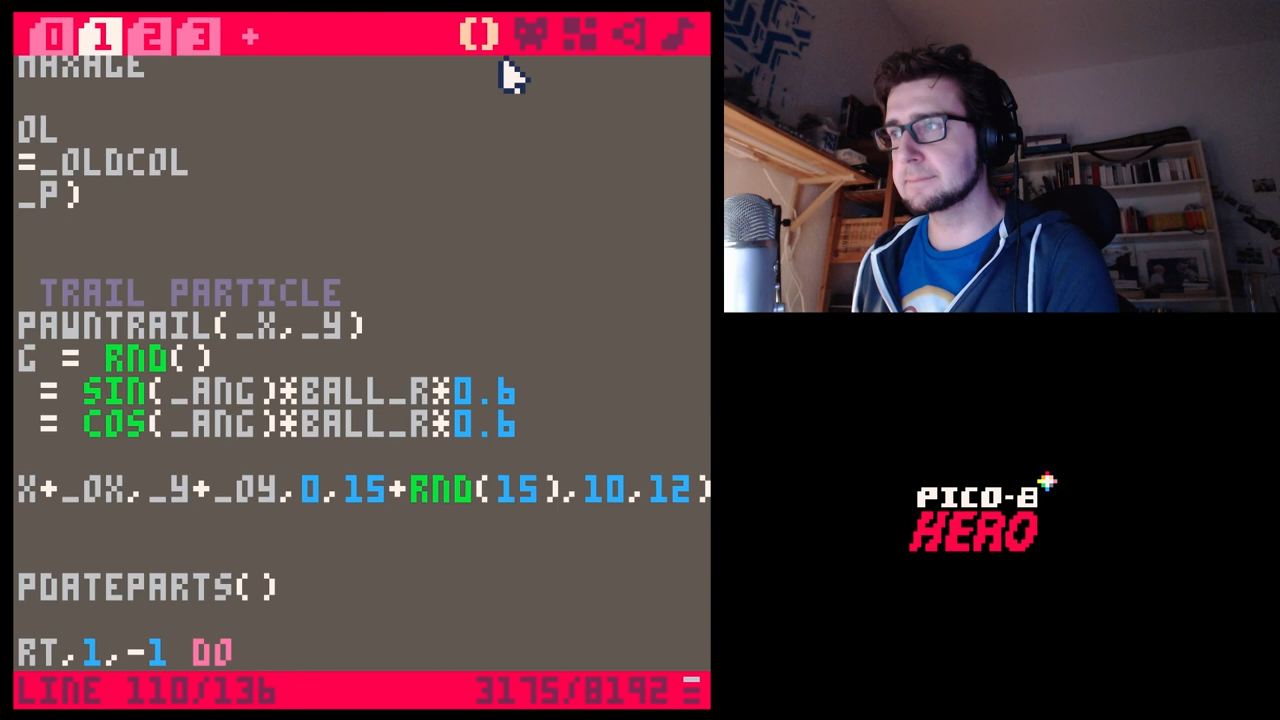 0 1 2 3 +
MAXAGE
OL
=_OLDCOL
_P)
TRAIL PARTICLE
PAWNTRAIL(_X,_Y)
G = RND()
= SIN(_ANG)*BALL_R*0.6
= COS(_ANG)*BALL_R*0.6
X+_OX,_Y+_OY,0,15+RND(15),10,12)
PDATEPARTS()
RT,1,-1 DO
LINE 110/136 3175/8192
PICO-8
HERO